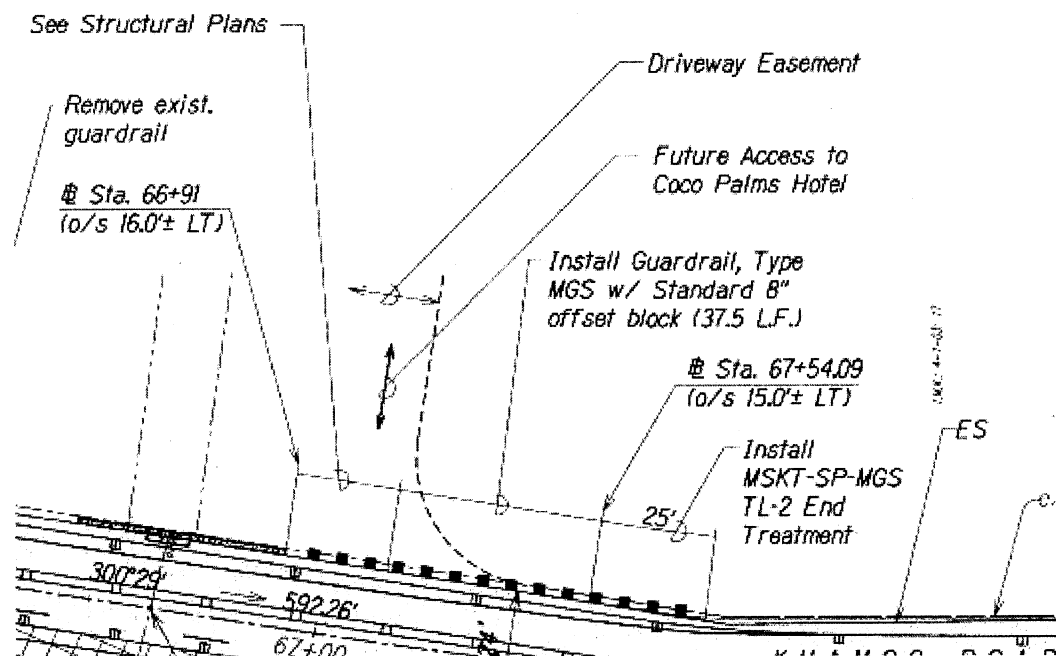 See Structural Plans
Driveway Easement
Remove exist.
guardrail
Future Access to
Coco Palms Hotel
℄ Sta. 66+91
(o/s 16.0'± LT)
Install Guardrail, Type
MGS w/ Standard 8"
offset block (37.5 L.F.)
℄ Sta. 67+54.09
(o/s 15.0'± LT)
ES
Install
MSKT-SP-MGS
TL-2 End
Treatment
25'
300°29'
592.26'
67+00